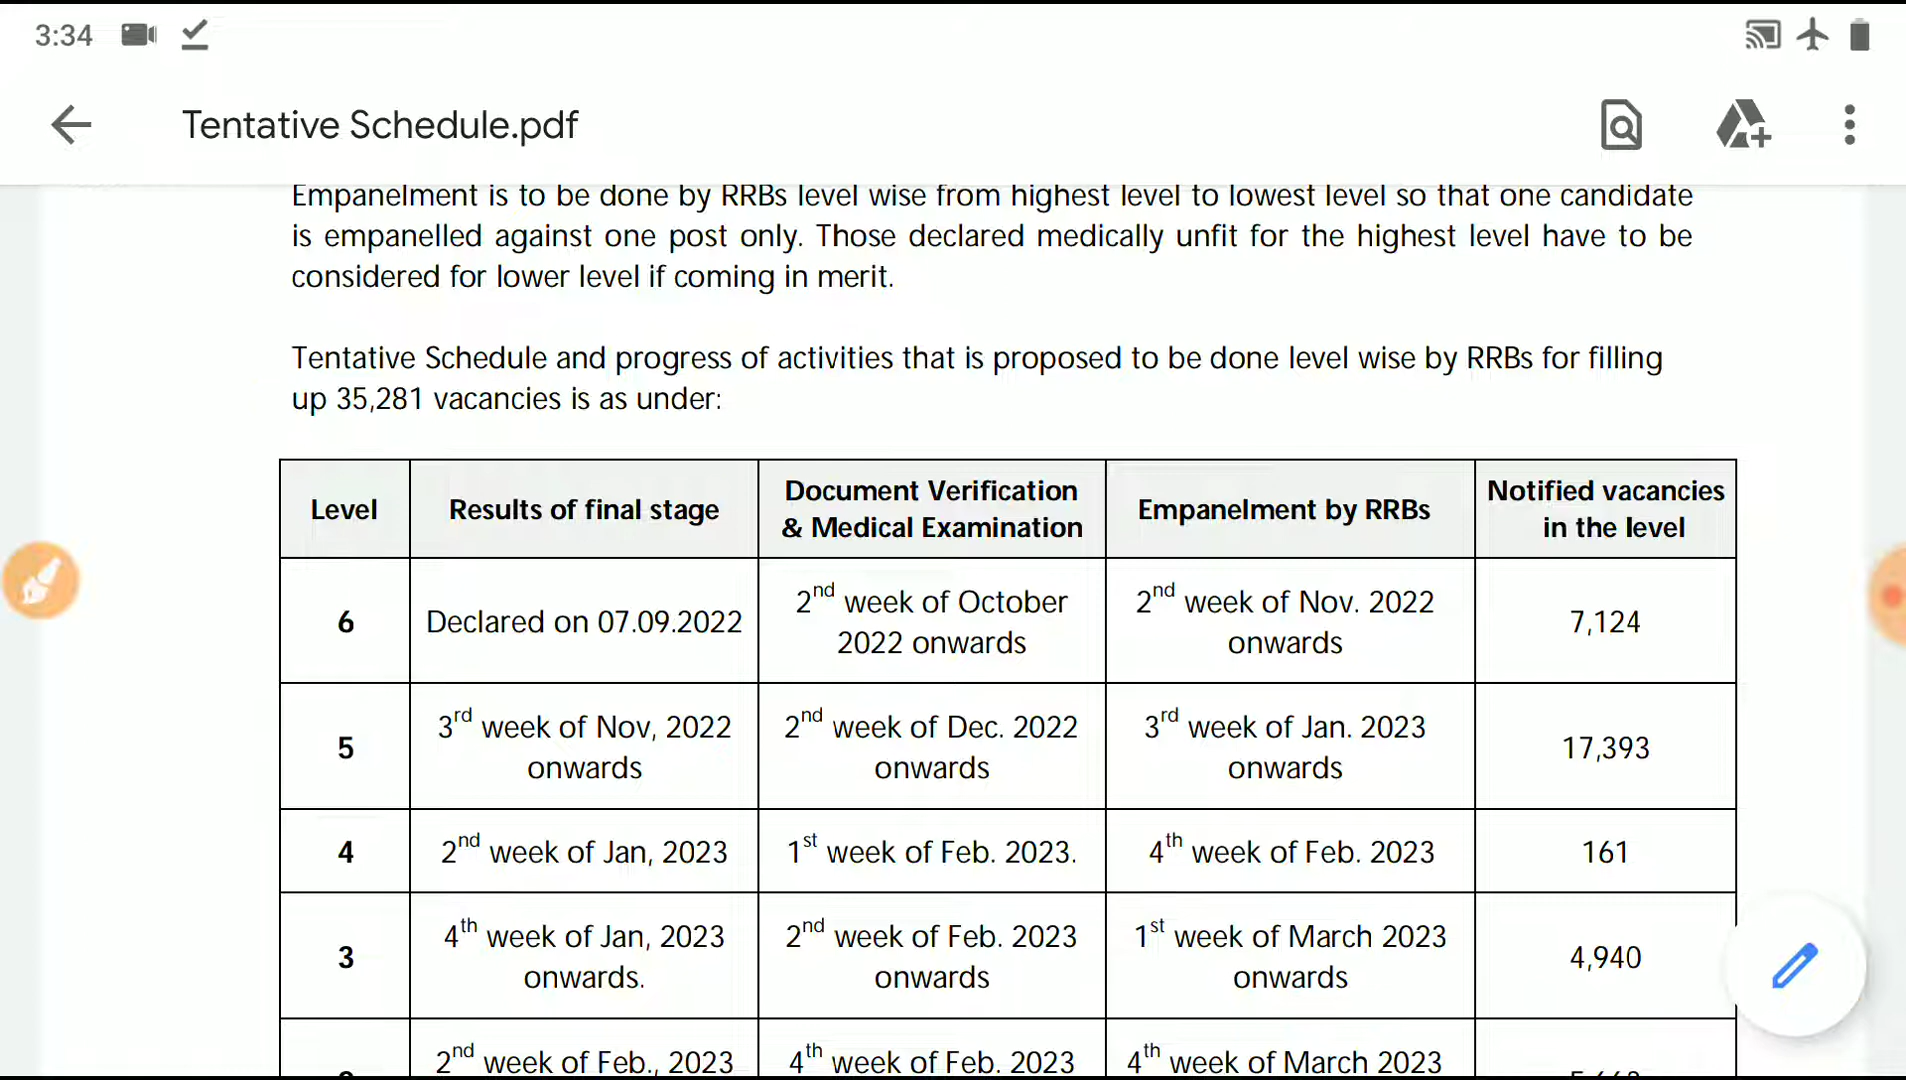 3:34
Tentative Schedule.pdf
Empanelment is to be done by RRBs level wise from highest level to lowest level so that one candidate
is empanelled against one post only. Those declared medically unfit for the highest level have to be
considered for lower level if coming in merit.
Tentative Schedule and progress of activities that is proposed to be done level wise by RRBs for filling
up 35,281 vacancies is as under:
Level
Results of final stage
Document Verification
& Medical Examination
Empanelment by RRBs
Notified vacancies
in the level
6
Declared on 07.09.2022
2nd week of October
2022 onwards
2nd week of Nov. 2022
onwards
7,124
5
3rd week of Nov, 2022
onwards
2nd week of Dec. 2022
onwards
3rd week of Jan. 2023
onwards
17,393
4
2nd week of Jan, 2023
1st week of Feb. 2023.
4th week of Feb. 2023
161
3
4th week of Jan, 2023
onwards.
2nd week of Feb. 2023
onwards
1st week of March 2023
onwards
4,940
2nd week of Feb., 2023
4th week of Feb. 2023
4th week of March 2023